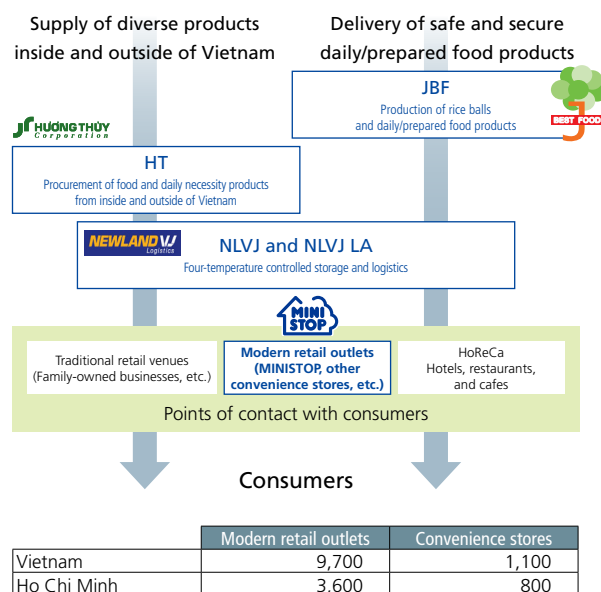 Supply of diverse products
inside and outside of Vietnam
Delivery of safe and secure
daily/prepared food products
JBF
Production of rice balls
and daily/prepared food products
J
BEST FOOD
HƯƠNG THỦY
Corporation
HT
Procurement of food and daily necessity products
from inside and outside of Vietnam
NEWLAND VJ
Logistics
NLVJ and NLVJ LA
Four-temperature controlled storage and logistics
MINI
STOP
Traditional retail venues
(Family-owned businesses, etc.)
Modern retail outlets
(MINISTOP, other
convenience stores, etc.)
HoReCa
Hotels, restaurants,
and cafes
Points of contact with consumers
Consumers
Modern retail outlets Convenience stores
Vietnam 9,700 1,100
Ho Chi Minh 3,600 800